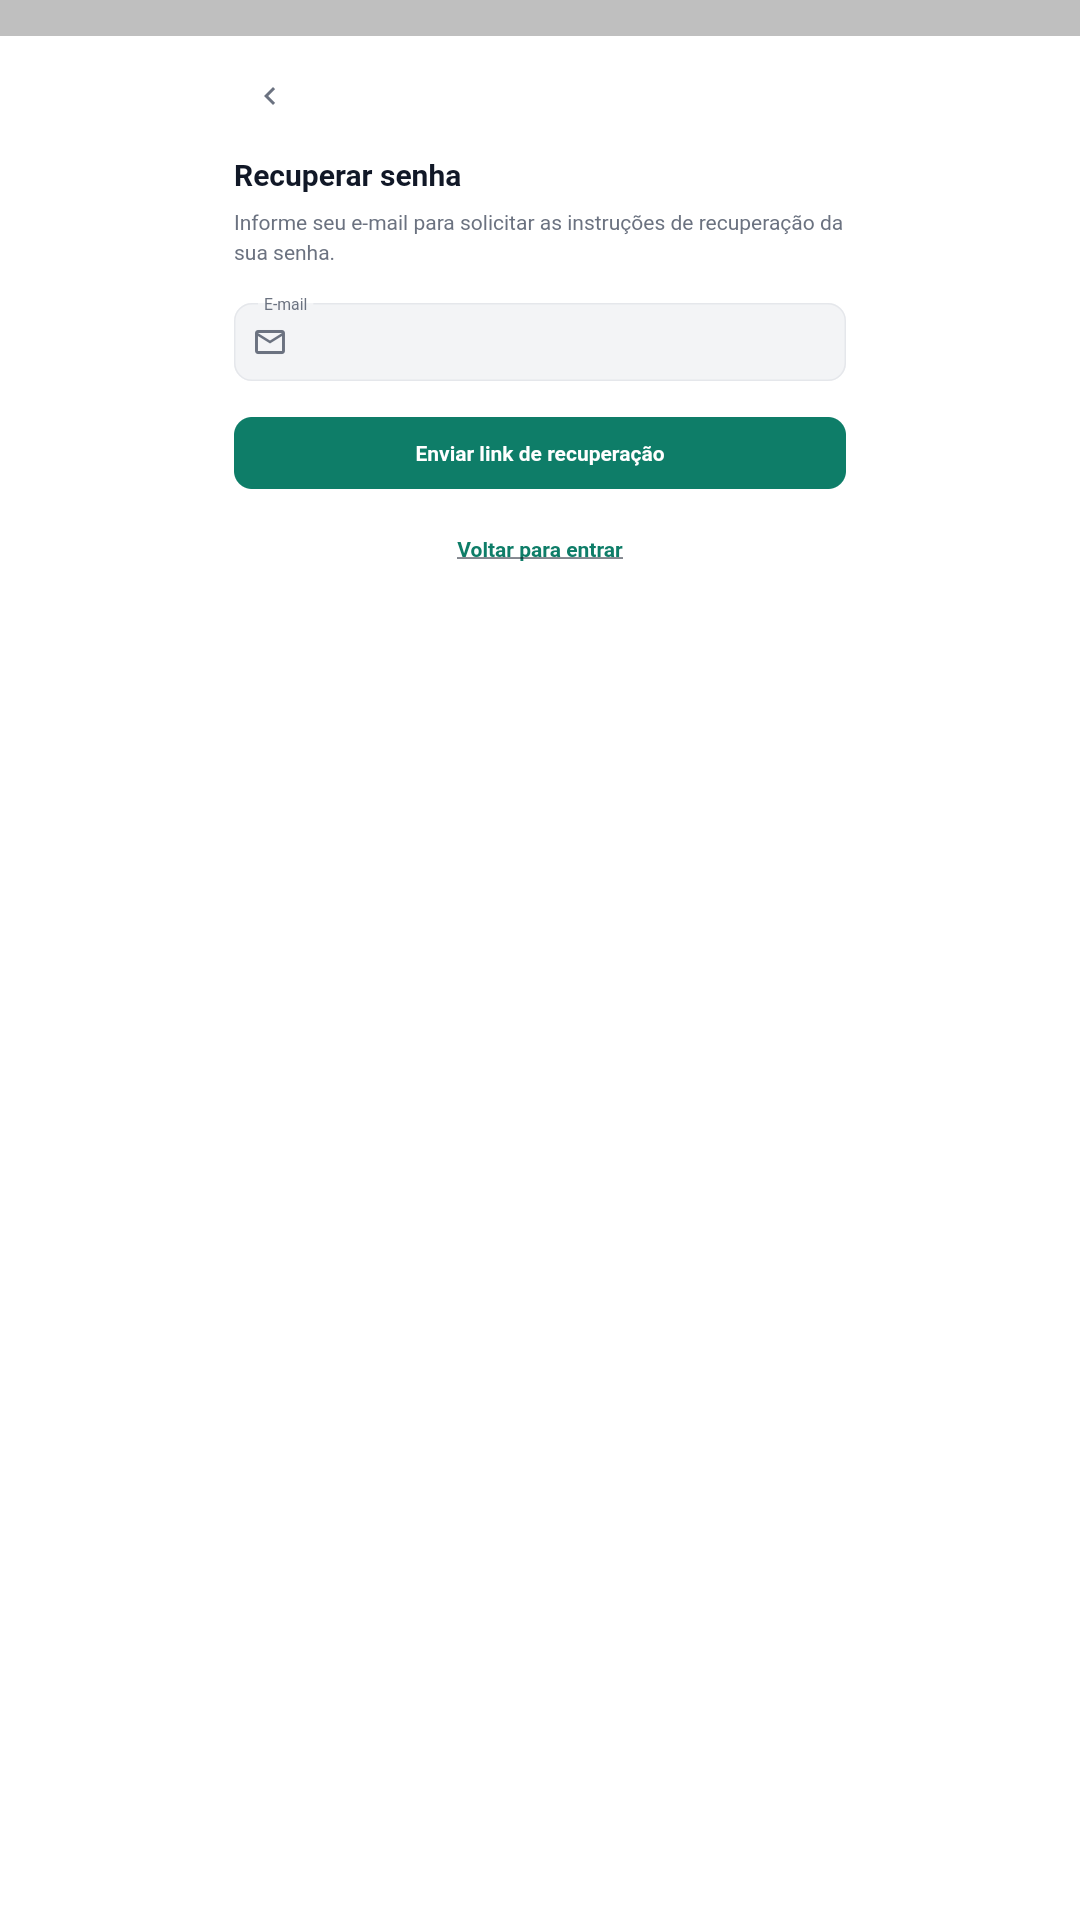 Recuperar senha
Informe seu e-mail para solicitar as instruções de recuperação da
sua senha.
E-mail
Enviar link de recuperação
Voltar para entrar